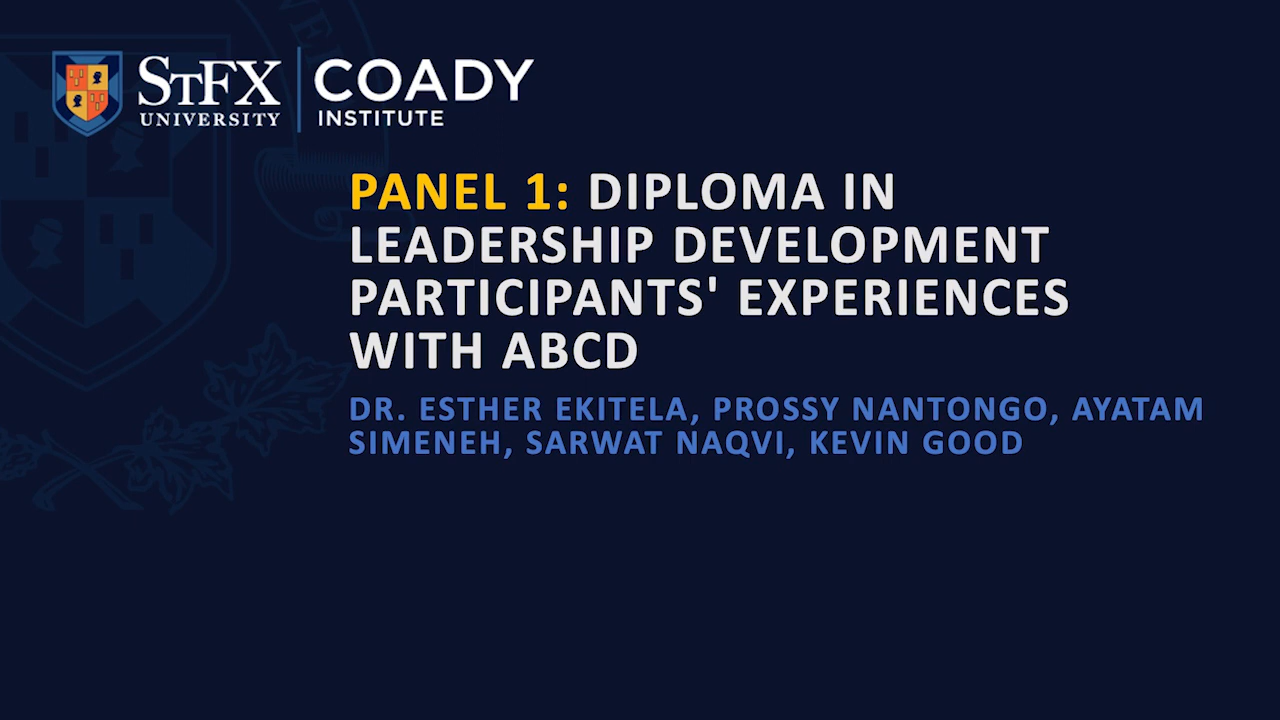 STFX
UNIVERSITY
COADY
INSTITUTE
PANEL 1: DIPLOMA IN
LEADERSHIP DEVELOPMENT
PARTICIPANTS' EXPERIENCES
WITH ABCD
DR. ESTHER EKITELA, PROSSY NANTONGO, AYATAM
SIMENEH, SARWAT NAQVI, KEVIN GOOD